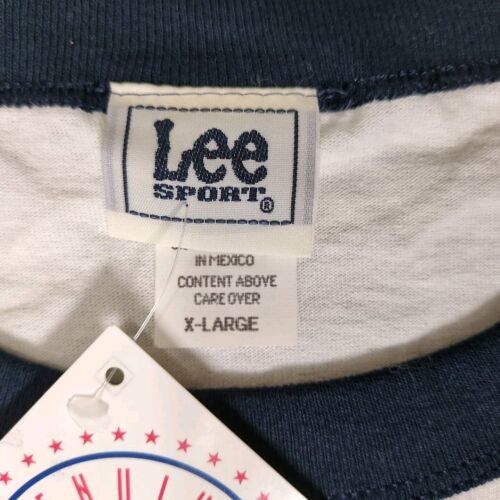 Lee
SPORT®
IN MEXICO
CONTENT ABOVE
CARE OVER
X-LARGE